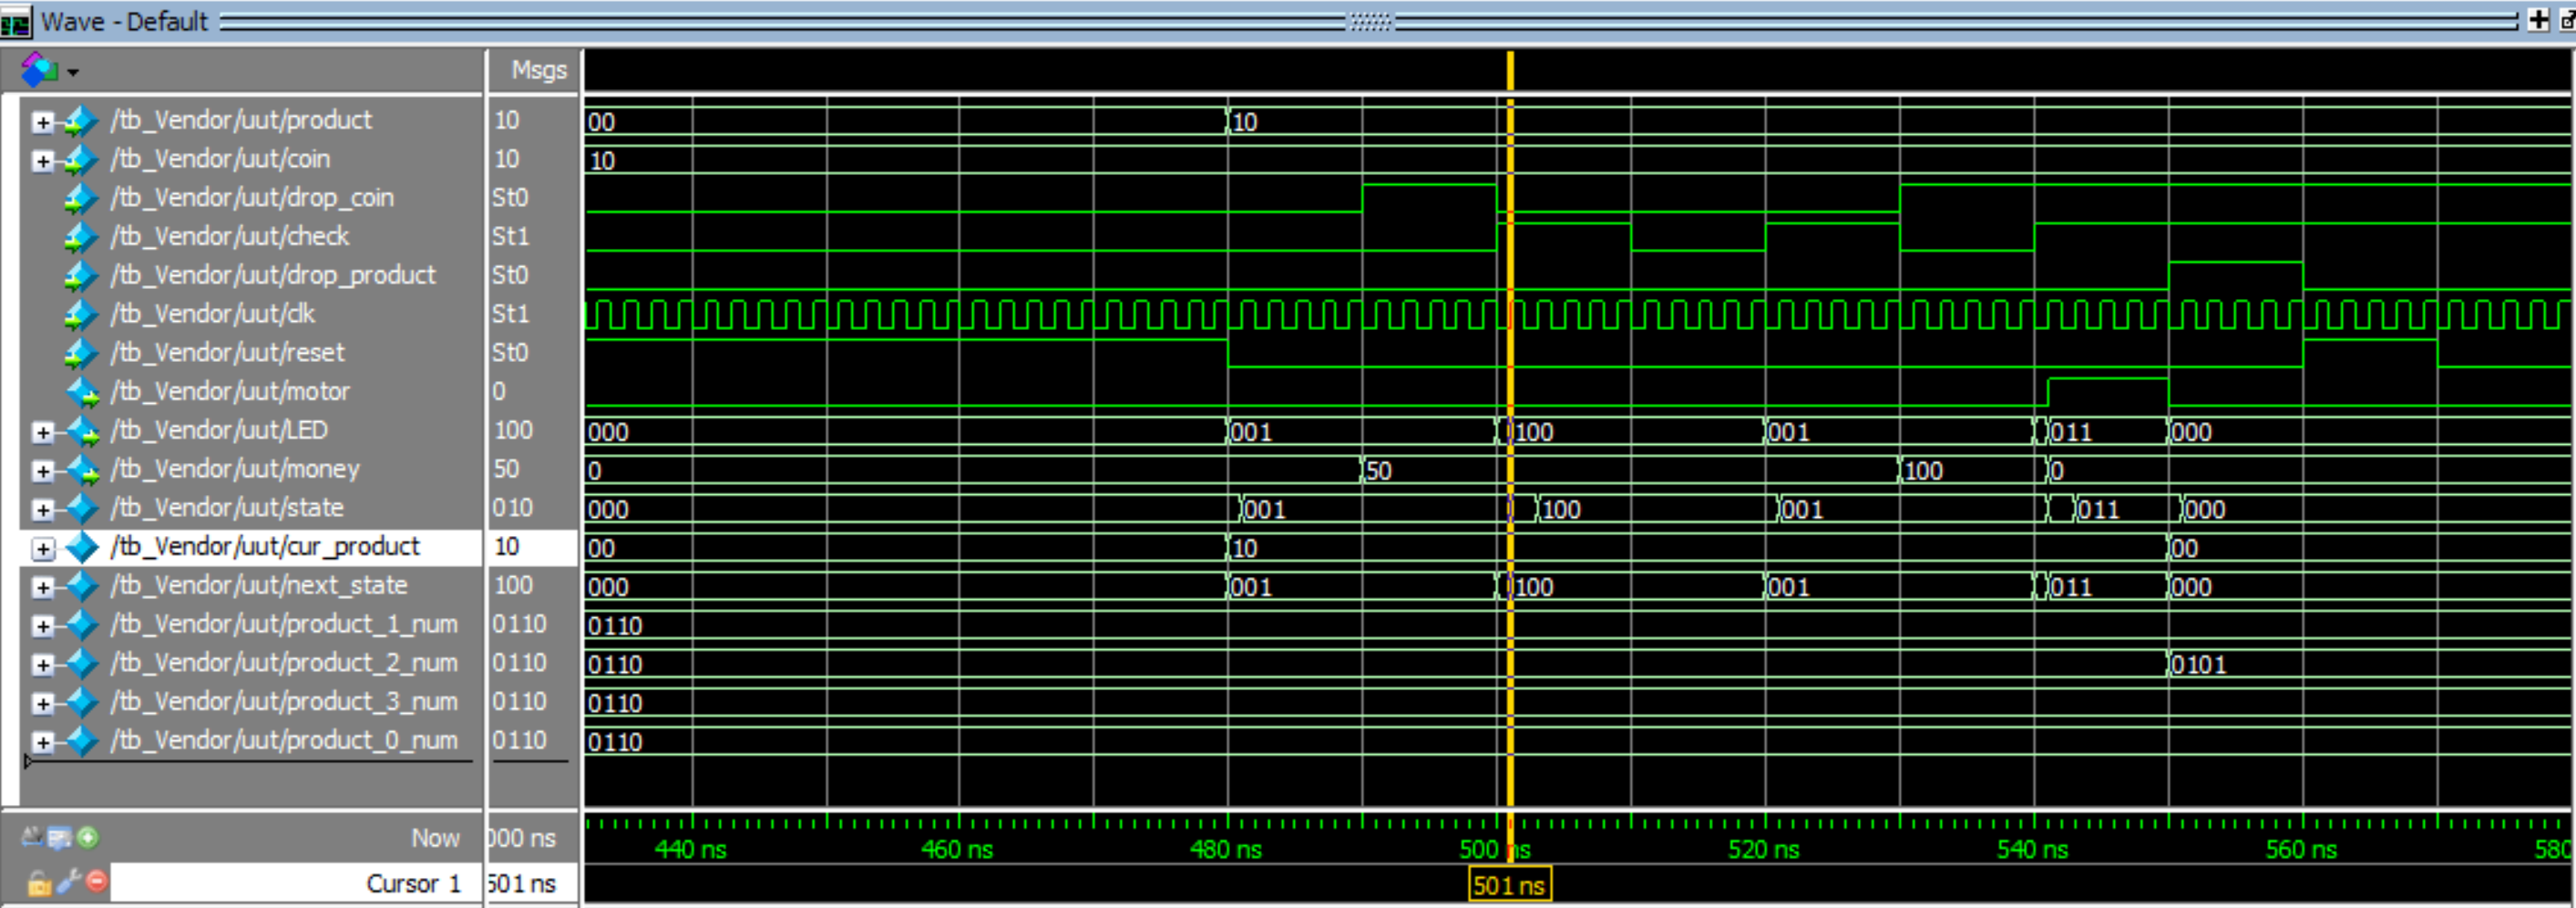 Wave - Default
Msgs
/tb_Vendor/uut/product 10 00 10
/tb_Vendor/uut/coin 10 10
/tb_Vendor/uut/drop_coin St0
/tb_Vendor/uut/check St1
/tb_Vendor/uut/drop_product St0
/tb_Vendor/uut/clk St1
/tb_Vendor/uut/reset St0
/tb_Vendor/uut/motor 0
/tb_Vendor/uut/LED 100 000 001 100 001 011 000
/tb_Vendor/uut/money 50 0 50 100 0
/tb_Vendor/uut/state 010 000 001 100 001 011 000
/tb_Vendor/uut/cur_product 10 00 10 00
/tb_Vendor/uut/next_state 100 000 001 100 001 011 000
/tb_Vendor/uut/product_1_num 0110 0110
/tb_Vendor/uut/product_2_num 0110 0110 0101
/tb_Vendor/uut/product_3_num 0110 0110
/tb_Vendor/uut/product_0_num 0110 0110
Now 000 ns 440 ns 460 ns 480 ns 500 ns 520 ns 540 ns 560 ns 580
Cursor 1 501 ns 501 ns